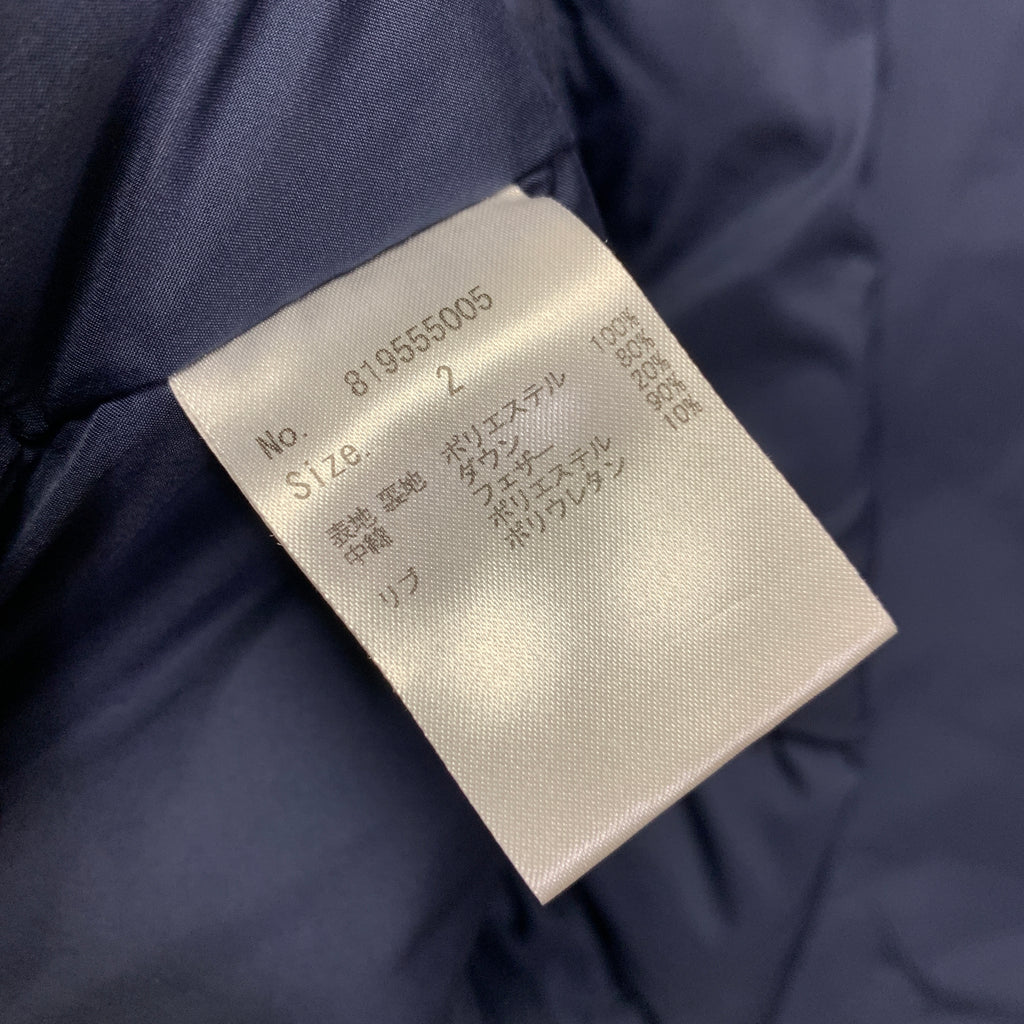 No. 819555005
Size. 2
表地 裏地 ポリエステル 100%
中綿 ダウン 80%
フェザー 20%
リブ ポリエステル 90%
ポリウレタン 10%